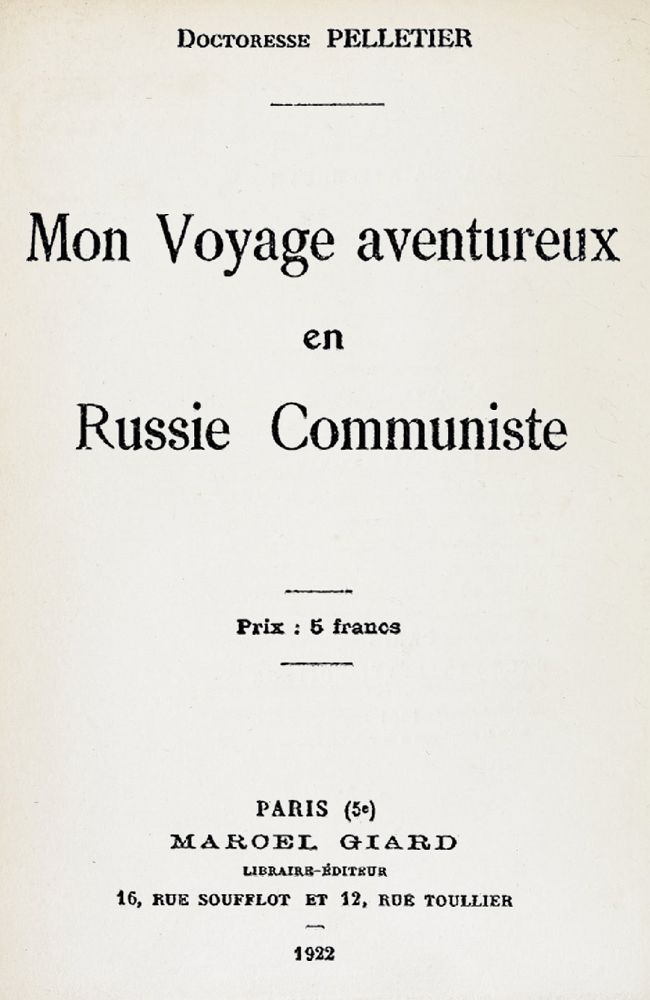 Doctoresse PELLETIER
Mon Voyage aventureux
en
Russie Communiste
Prix : 5 francs
PARIS (5e)
MARCEL GIARD
LIBRAIRE-ÉDITEUR
16, RUE SOUFFLOT ET 12, RUE TOULLIER
1922